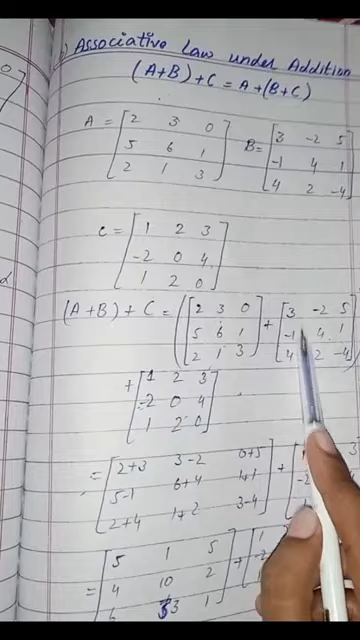 b) Associative Law under Addition
(A+B)+C = A+(B+C)
A = [2 3 0
5 6 1
2 1 3]
B = [3 -2 5
-1 4 1
4 2 -4]
C = [1 2 3
-2 0 4
1 2 0]
(A+B)+C = ([2 3 0
5 6 1
2 1 3] + [3 -2 5
-1 4 1
4 2 -4])
+ [1 2 3
-2 0 4
1 2 0]
= [2+3 3-2 0+5
5-1 6+4 1+1
2+4 1+2 3-4] + [
= [5 1 5
4 10 2
6 3 1] + [1
-2